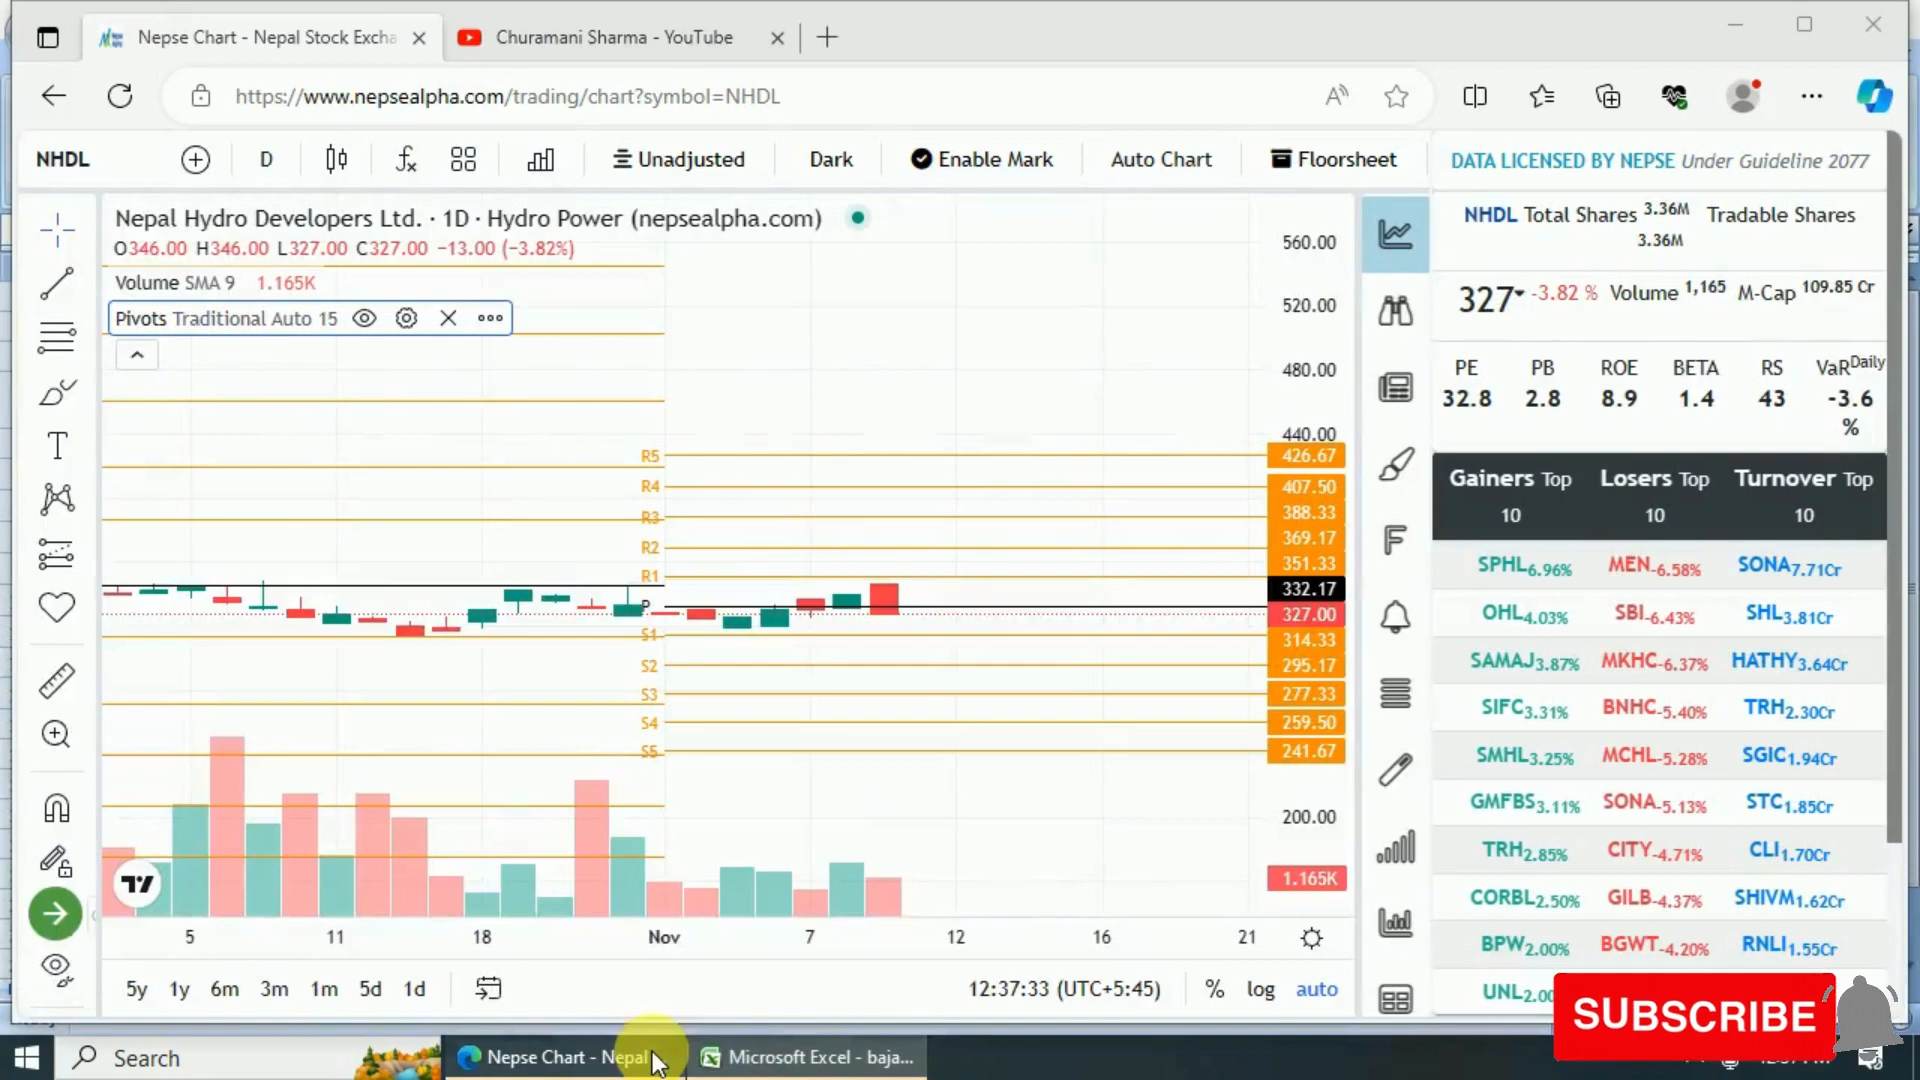 Nepse Chart - Nepal Stock Excha
Churamani Sharma - YouTube
https://www.nepsealpha.com/trading/chart?symbol=NHDL
NHDL
D
Unadjusted
Dark
Enable Mark
Auto Chart
Floorsheet
DATA LICENSED BY NEPSE Under Guideline 2077
Nepal Hydro Developers Ltd. · 1D · Hydro Power (nepsealpha.com)
O346.00 H346.00 L327.00 C327.00 −13.00 (−3.82%)
Volume SMA 9 1.165K
Pivots Traditional Auto 15
560.00
520.00
480.00
440.00
R5 426.67
R4 407.50
R3 388.33
R2 369.17
R1 351.33
P 332.17
327.00
S1 314.33
S2 295.17
S3 277.33
S4 259.50
S5 241.67
200.00
1.165K
5 11 18 Nov 7 12 16 21
5y 1y 6m 3m 1m 5d 1d
12:37:33 (UTC+5:45)
% log auto
NHDL Total Shares 3.36M Tradable Shares
3.36M
327 -3.82 % Volume 1,165 M-Cap 109.85 Cr
PE PB ROE BETA RS VaRDaily
32.8 2.8 8.9 1.4 43 -3.6
%
Gainers Top Losers Top Turnover Top
10 10 10
SPHL6.96% MEN-6.58% SONA7.71Cr
OHL4.03% SBI-6.43% SHL3.81Cr
SAMAJ3.87% MKHC-6.37% HATHY3.64Cr
SIFC3.31% BNHC-5.40% TRH2.30Cr
SMHL3.25% MCHL-5.28% SGIC1.94Cr
GMFBS3.11% SONA-5.13% STC1.85Cr
TRH2.85% CITY-4.71% CLI1.70Cr
CORBL2.50% GILB-4.37% SHIVM1.62Cr
BPW2.00% BGWT-4.20% RNLI1.55Cr
UNL2.00
SUBSCRIBE
Search
Nepse Chart - Nepal
Microsoft Excel - baja...